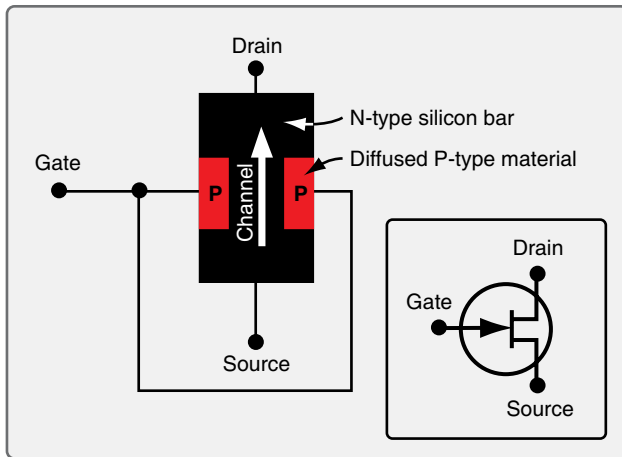 Drain
N-type silicon bar
Diffused P-type material
Gate
P
Channel
P
Source
Drain
Gate
Source